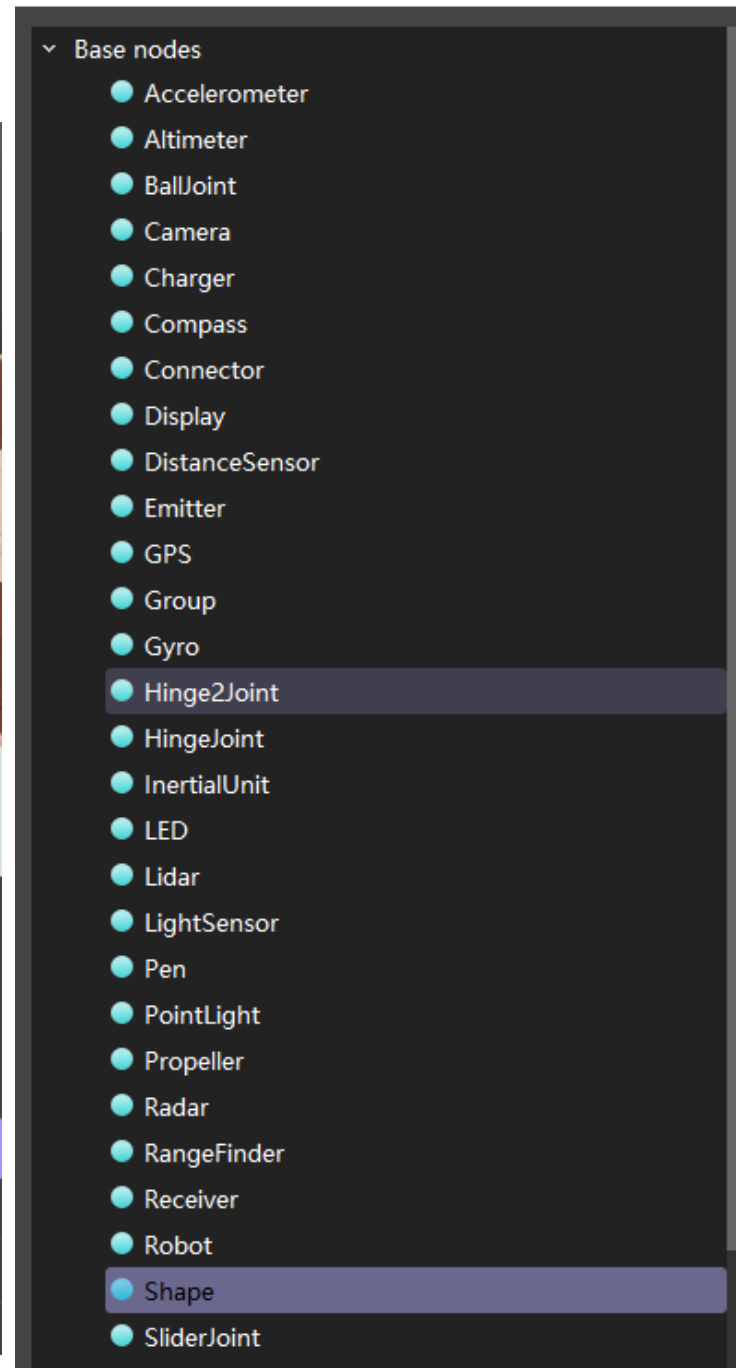 Base nodes
Accelerometer
Altimeter
BallJoint
Camera
Charger
Compass
Connector
Display
DistanceSensor
Emitter
GPS
Group
Gyro
Hinge2Joint
HingeJoint
InertialUnit
LED
Lidar
LightSensor
Pen
PointLight
Propeller
Radar
RangeFinder
Receiver
Robot
Shape
SliderJoint